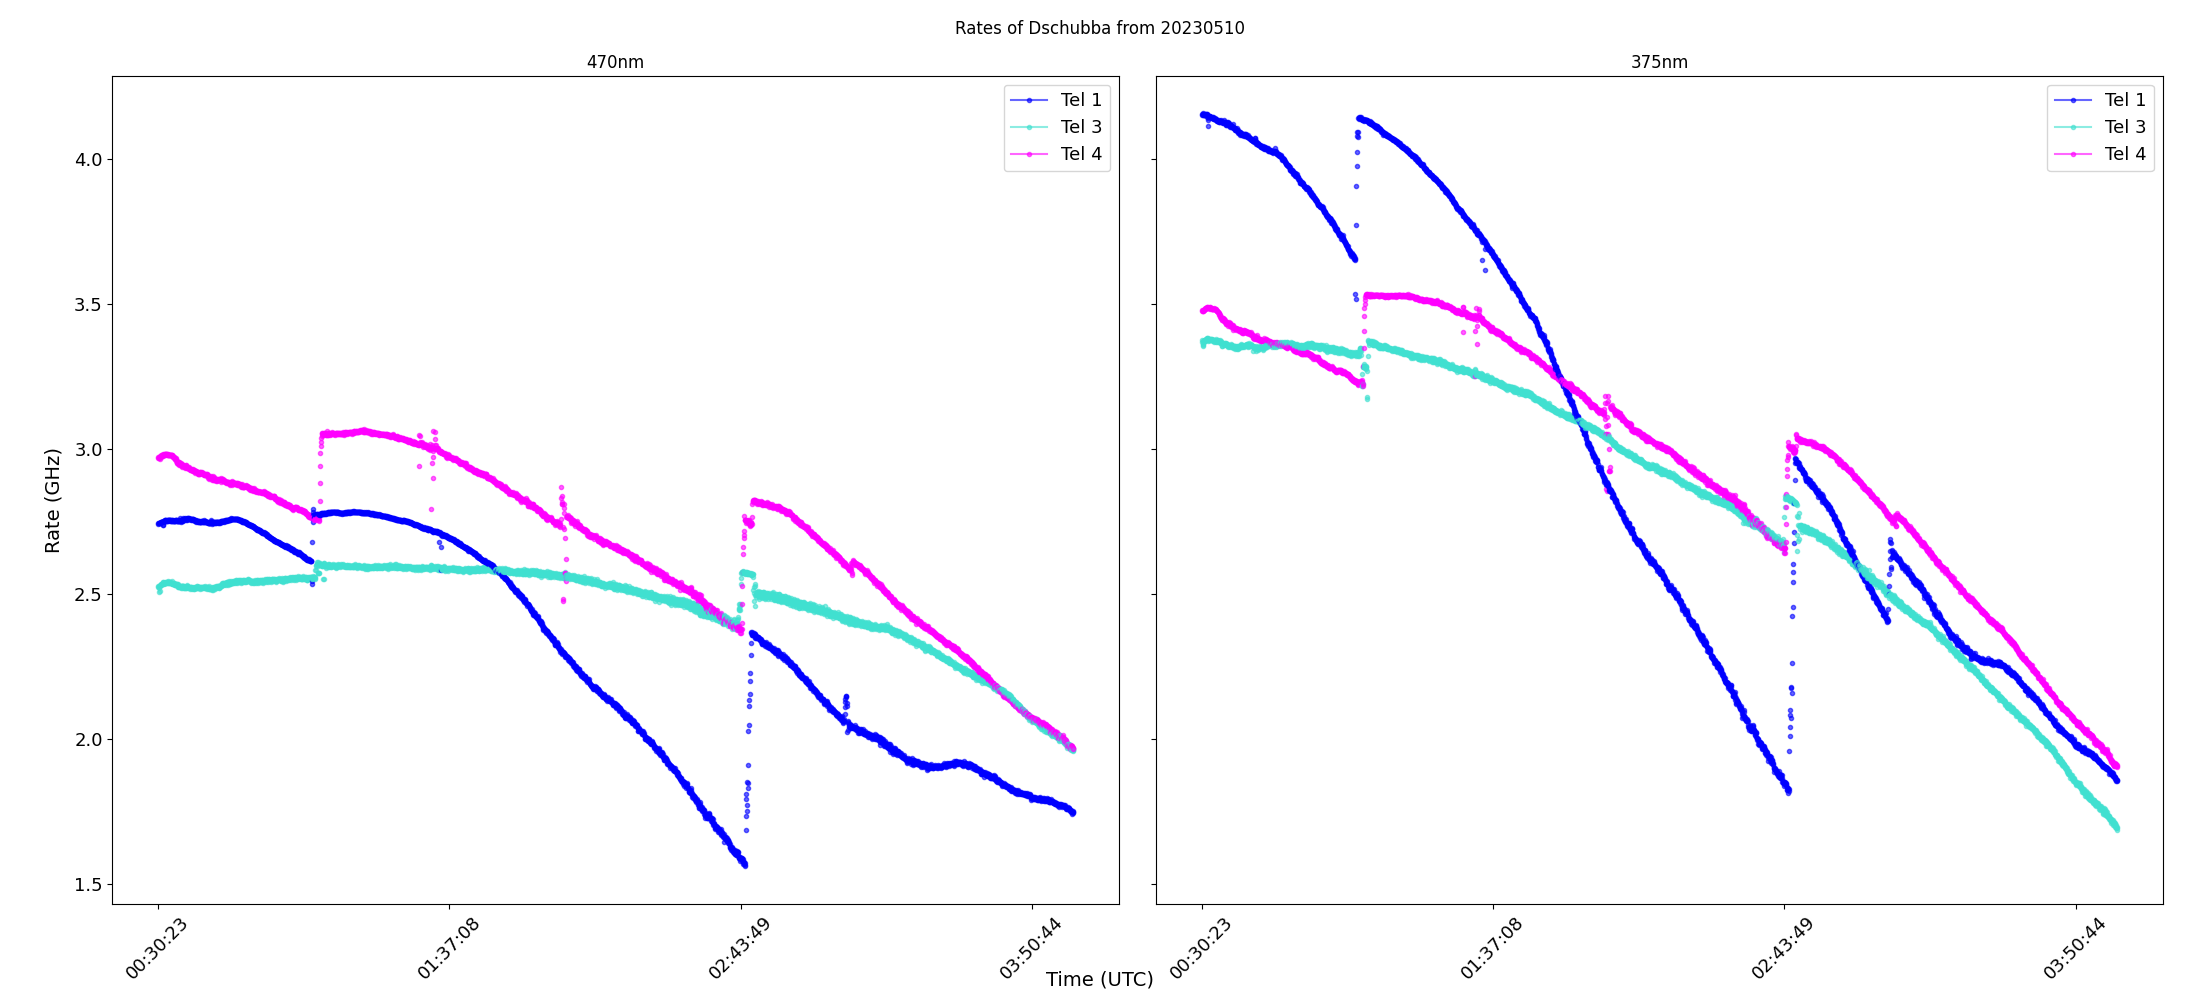 Rates of Dschubba from 20230510
470nm
375nm
Tel 1
Tel 3
Tel 4
Tel 1
Tel 3
Tel 4
Rate (GHz)
4.0
3.5
3.0
2.5
2.0
1.5
00:30:23
01:37:08
02:43:49
03:50:44
00:30:23
01:37:08
02:43:49
03:50:44
Time (UTC)